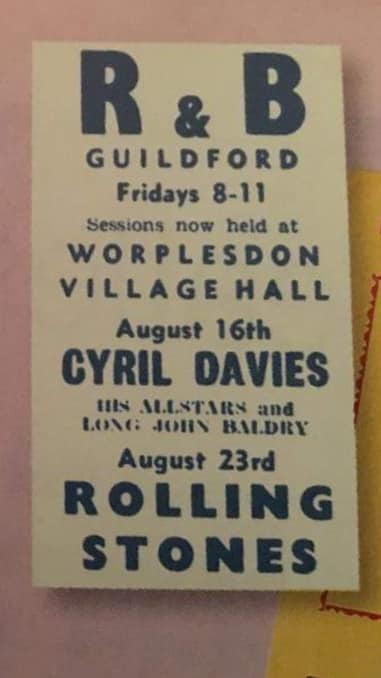 R & B
GUILDFORD
Fridays 8-11
Sessions now held at
WORPLESDON
VILLAGE HALL
August 16th
CYRIL DAVIES
HIS ALLSTARS and
LONG JOHN BALDRY
August 23rd
ROLLING
STONES